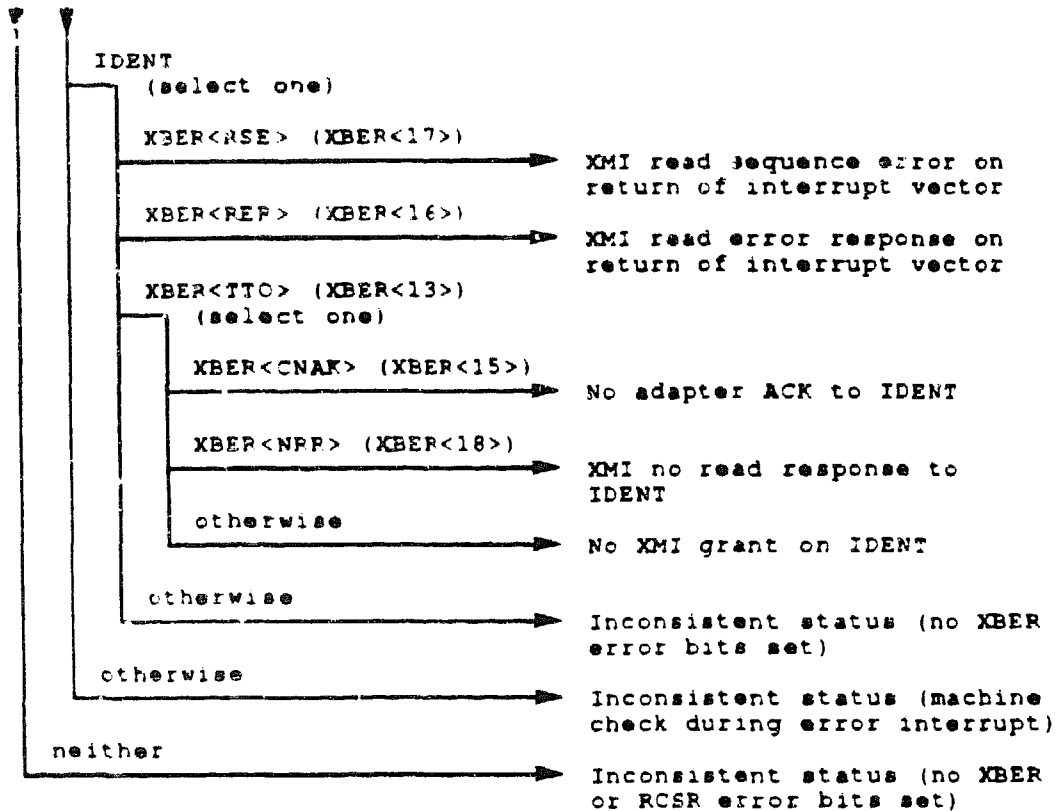 IDENT
(select one)
XBER<RSE> (XBER<17>)
XMI read sequence error on
return of interrupt vector
XBER<RER> (XBER<16>)
XMI read error response on
return of interrupt vector
XBER<TTO> (XBER<13>)
(select one)
XBER<CNAK> (XBER<15>)
No adapter ACK to IDENT
XBER<NRR> (XBER<18>)
XMI no read response to
IDENT
otherwise
No XMI grant on IDENT
otherwise
Inconsistent status (no XBER
error bits set)
otherwise
Inconsistent status (machine
check during error interrupt)
neither
Inconsistent status (no XBER
or RCSR error bits set)